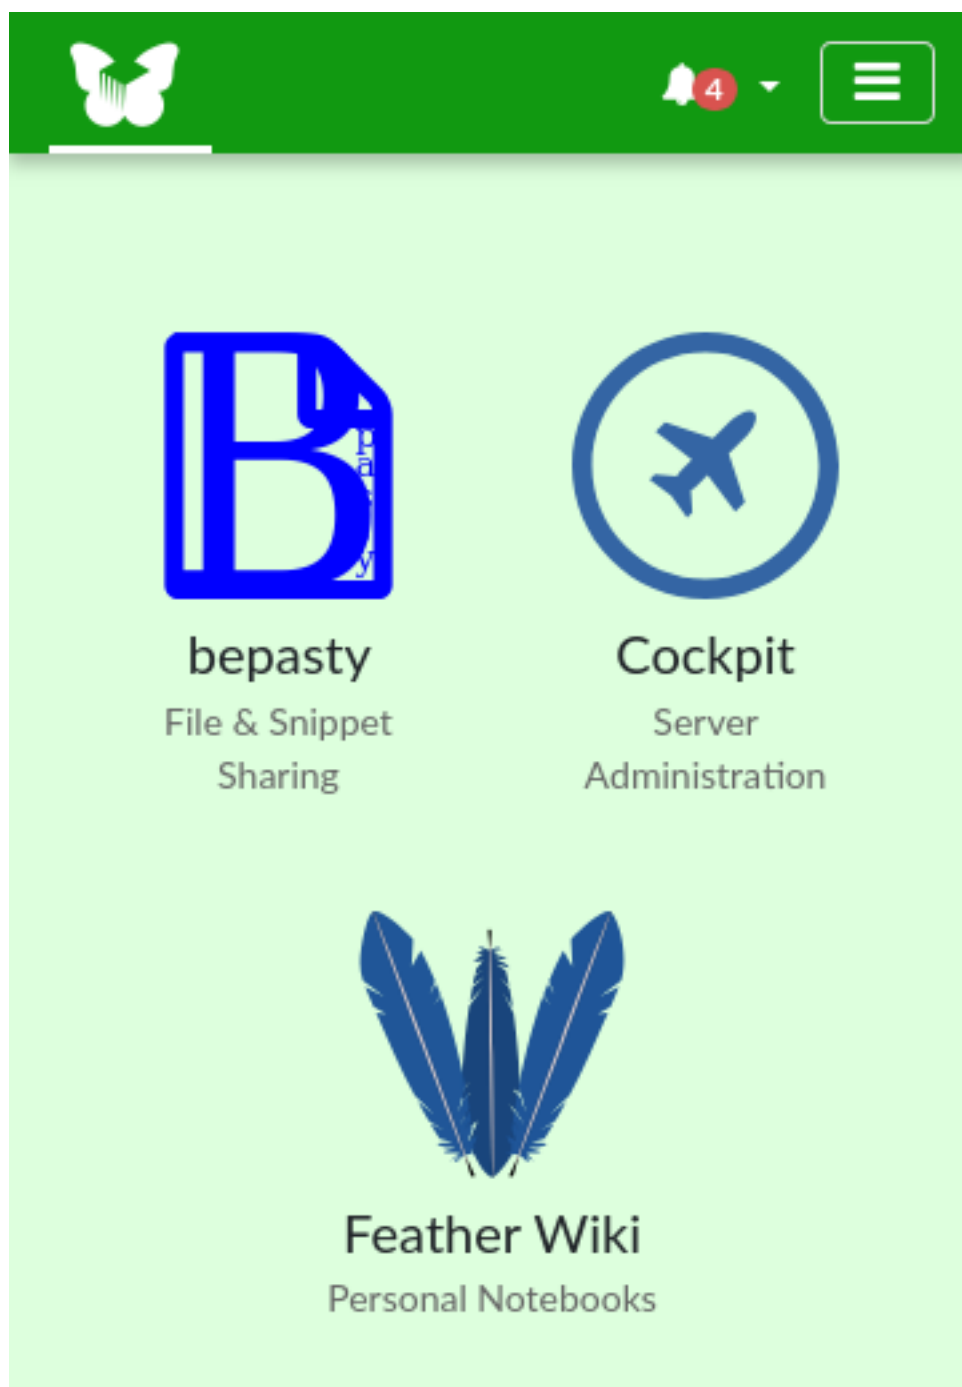 4
bepasty
File & Snippet
Sharing
Cockpit
Server
Administration
Feather Wiki
Personal Notebooks